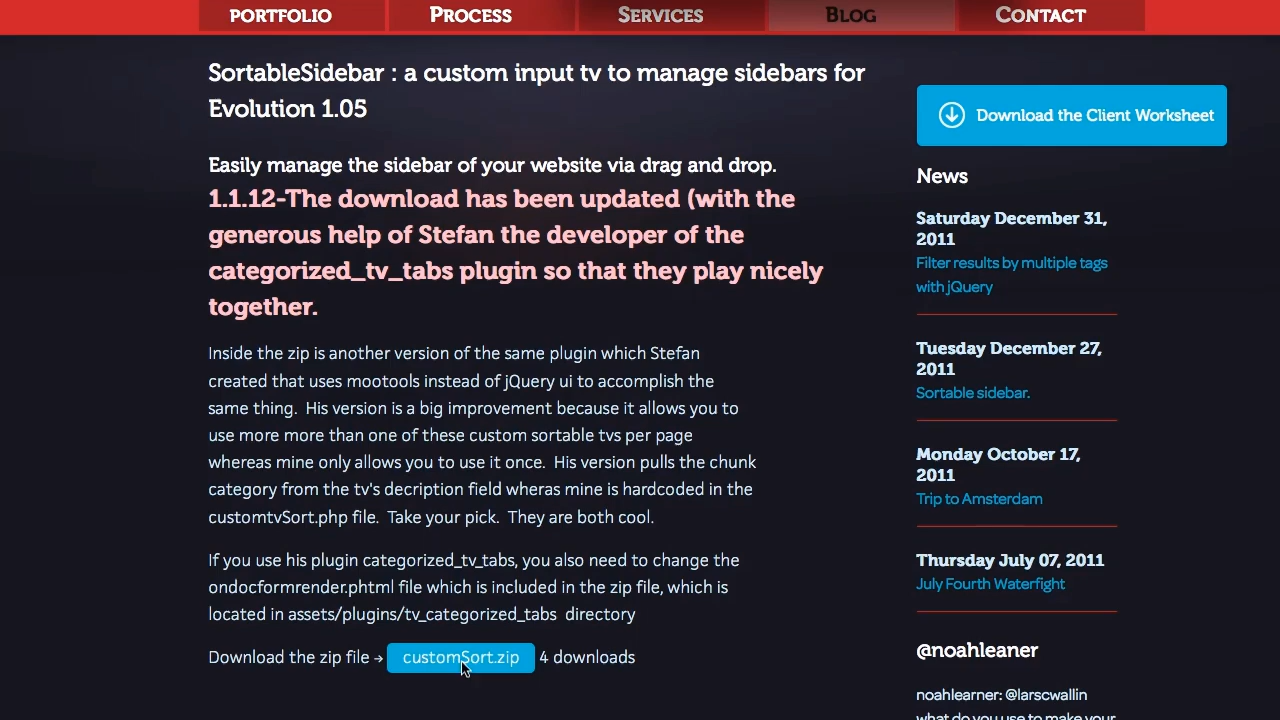 PORTFOLIO
PROCESS
SERVICES
BLOG
CONTACT
SortableSidebar : a custom input tv to manage sidebars for
Evolution 1.05
Easily manage the sidebar of your website via drag and drop.
1.1.12-The download has been updated (with the
generous help of Stefan the developer of the
categorized_tv_tabs plugin so that they play nicely
together.
Inside the zip is another version of the same plugin which Stefan
created that uses mootools instead of jQuery ui to accomplish the
same thing. His version is a big improvement because it allows you to
use more more than one of these custom sortable tvs per page
whereas mine only allows you to use it once. His version pulls the chunk
category from the tv's decription field wheras mine is hardcoded in the
customtvSort.php file. Take your pick. They are both cool.
If you use his plugin categorized_tv_tabs, you also need to change the
ondocformrender.phtml file which is included in the zip file, which is
located in assets/plugins/tv_categorized_tabs directory
Download the zip file → customSort.zip 4 downloads
Download the Client Worksheet
News
Saturday December 31,
2011
Filter results by multiple tags
with jQuery
Tuesday December 27,
2011
Sortable sidebar.
Monday October 17,
2011
Trip to Amsterdam
Thursday July 07, 2011
July Fourth Waterfight
@noahleaner
noahlearner: @larscwallin
what do you use to make your